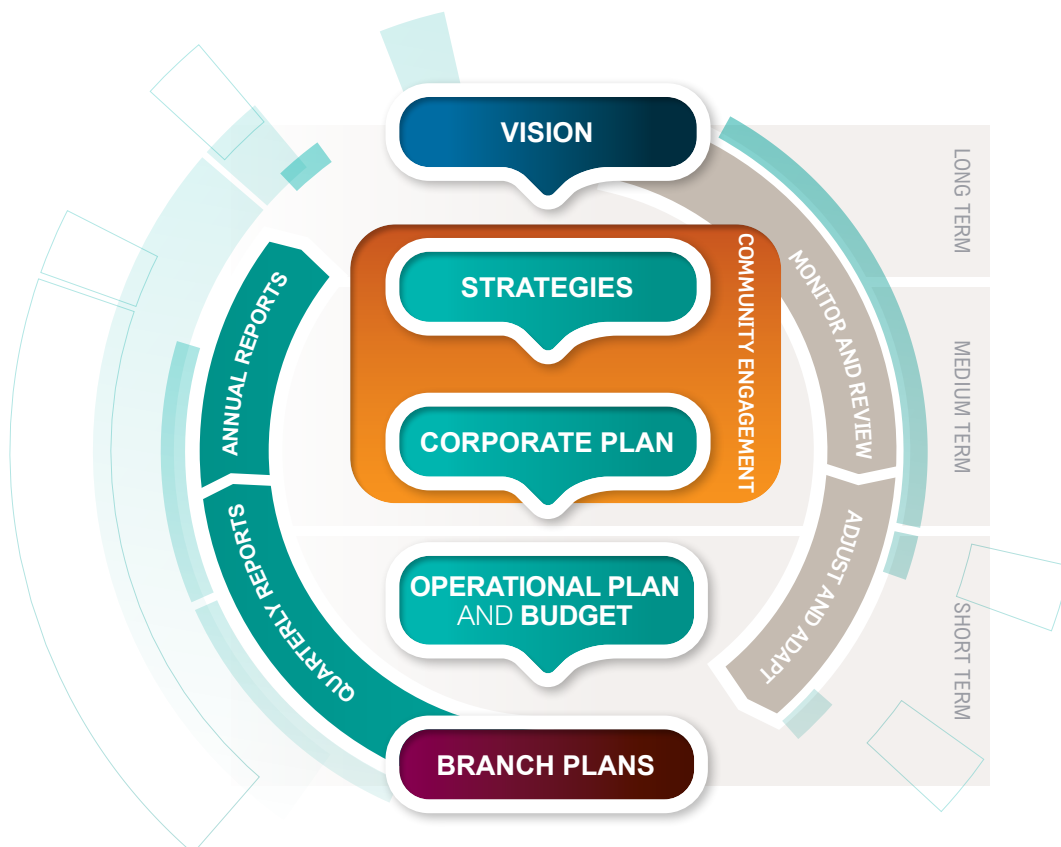 VISION
STRATEGIES
CORPORATE PLAN
COMMUNITY ENGAGEMENT
OPERATIONAL PLAN
AND BUDGET
BRANCH PLANS
ANNUAL REPORTS
QUARTERLY REPORTS
MONITOR AND REVIEW
ADJUST AND ADAPT
LONG TERM
MEDIUM TERM
SHORT TERM